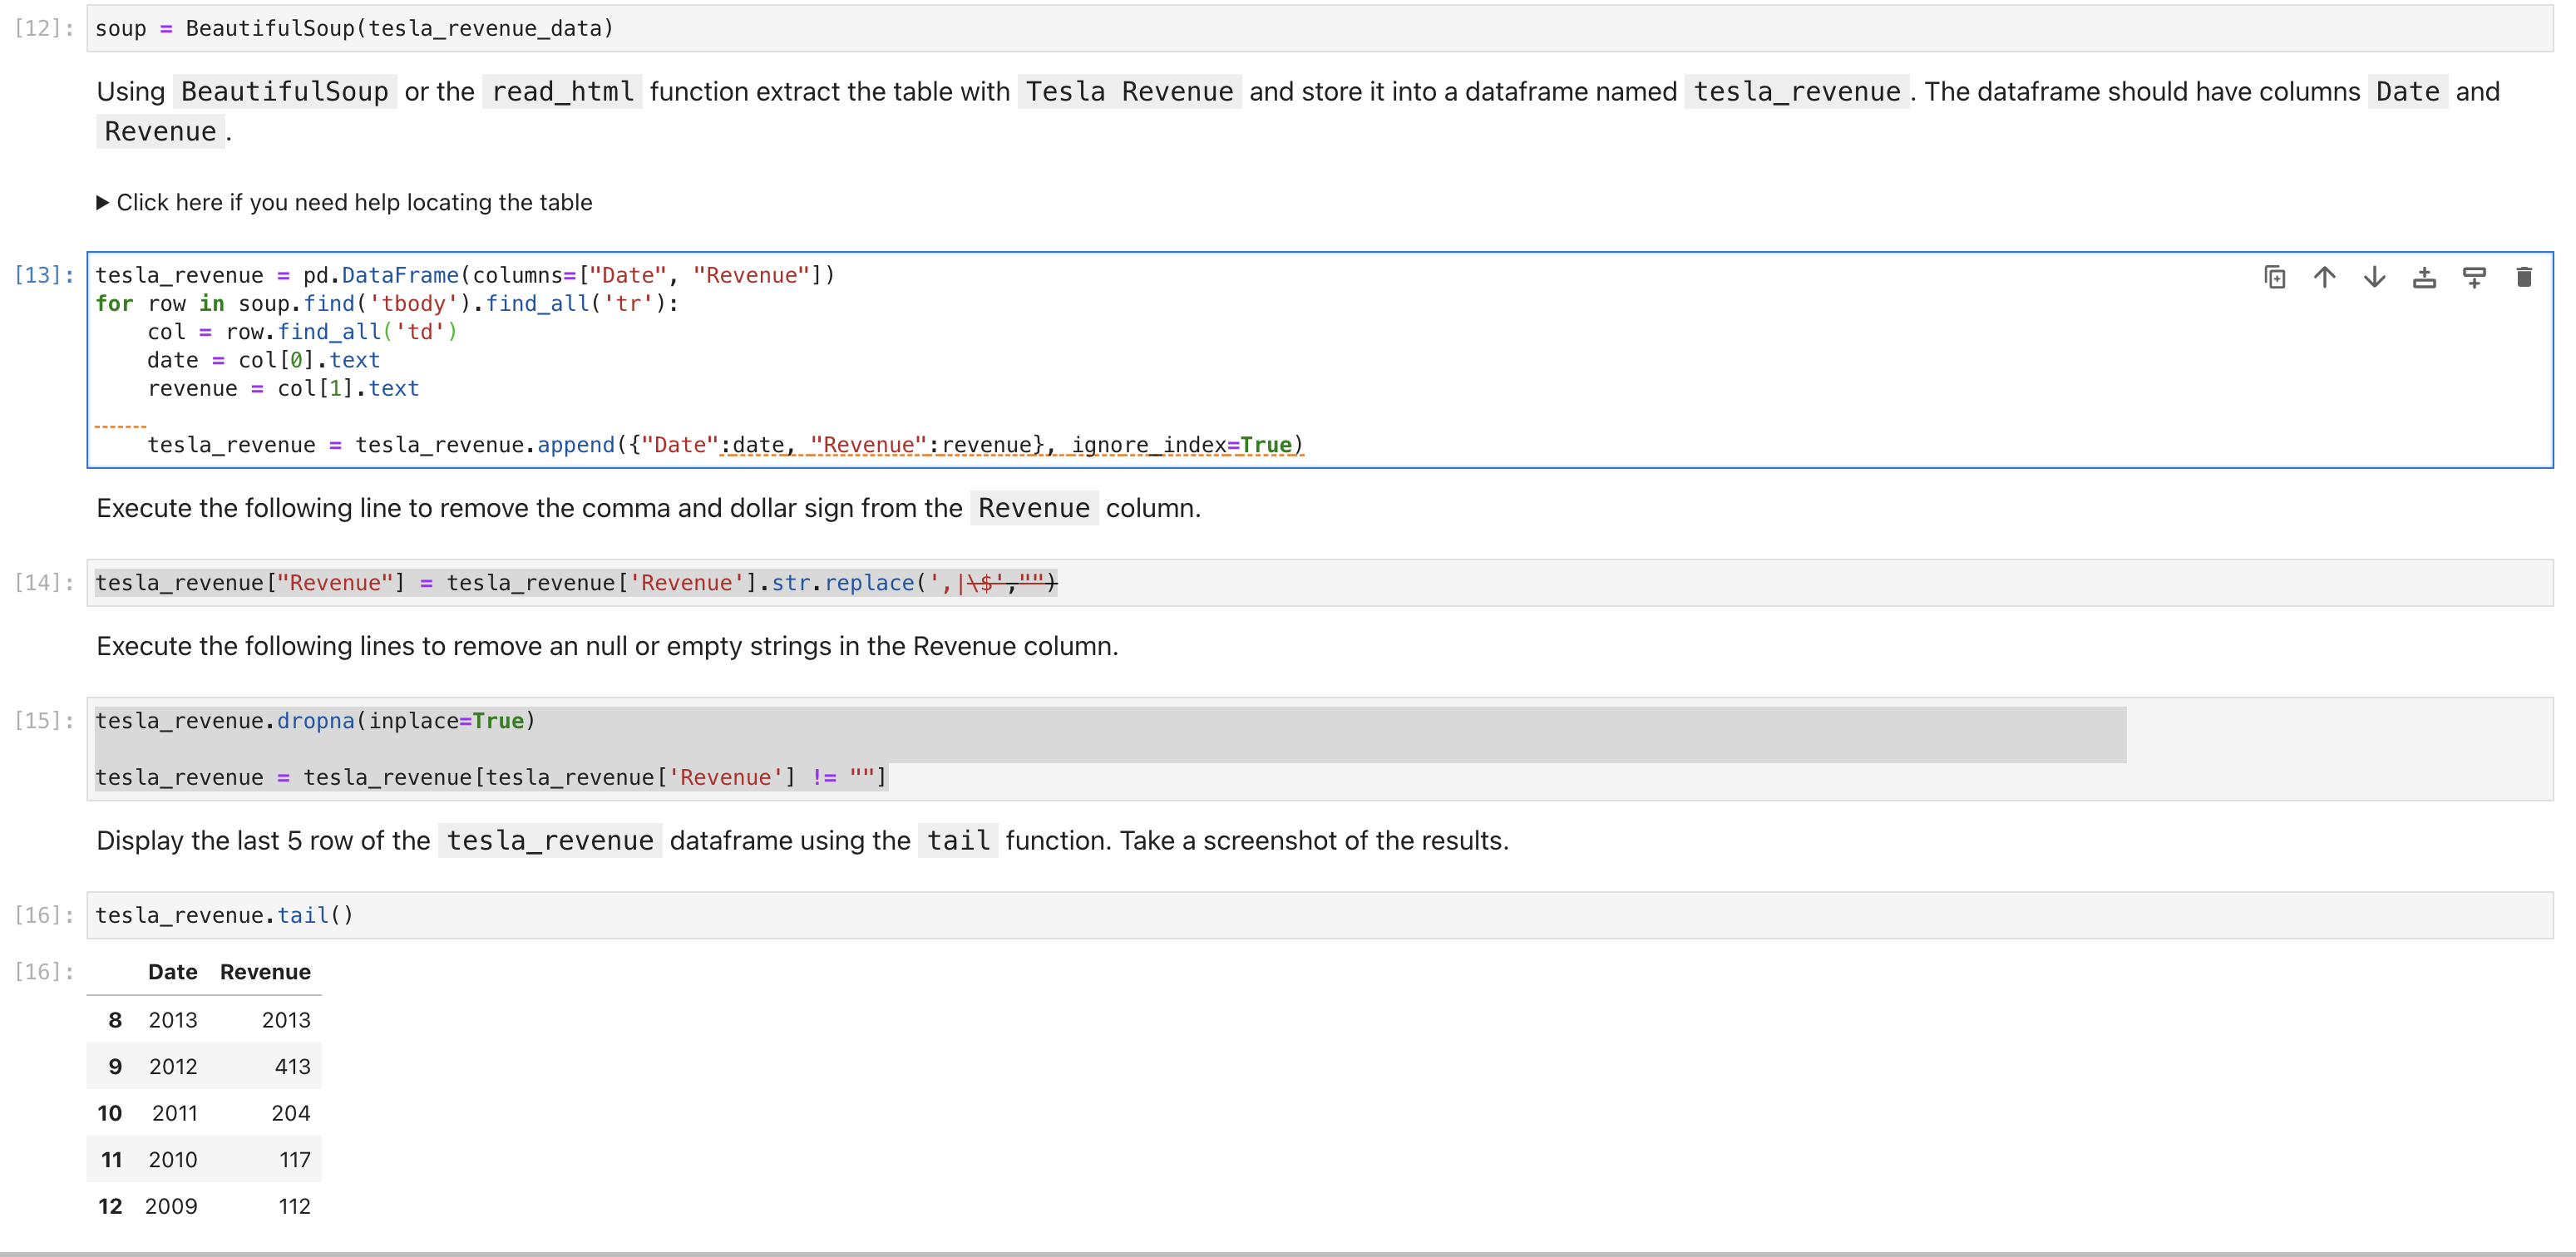 [12]: soup = BeautifulSoup(tesla_revenue_data)
Using BeautifulSoup or the read_html function extract the table with Tesla Revenue and store it into a dataframe named tesla_revenue. The dataframe should have columns Date and
Revenue.
▶ Click here if you need help locating the table
[13]: tesla_revenue = pd.DataFrame(columns=["Date", "Revenue"])
for row in soup.find('tbody').find_all('tr'):
    col = row.find_all('td')
    date = col[0].text
    revenue = col[1].text
    tesla_revenue = tesla_revenue.append({"Date":date, "Revenue":revenue}, ignore_index=True)
Execute the following line to remove the comma and dollar sign from the Revenue column.
[14]: tesla_revenue["Revenue"] = tesla_revenue['Revenue'].str.replace(',|\$',"")
Execute the following lines to remove an null or empty strings in the Revenue column.
[15]: tesla_revenue.dropna(inplace=True)
tesla_revenue = tesla_revenue[tesla_revenue['Revenue'] != ""]
Display the last 5 row of the tesla_revenue dataframe using the tail function. Take a screenshot of the results.
[16]: tesla_revenue.tail()
[16]: Date Revenue
8 2013 2013
9 2012 413
10 2011 204
11 2010 117
12 2009 112